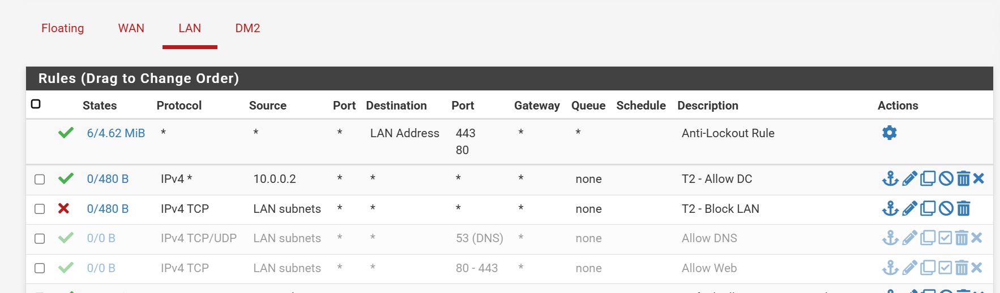 Floating WAN LAN DM2
Rules (Drag to Change Order)
States Protocol Source Port Destination Port Gateway Queue Schedule Description Actions
6/4.62 MiB * * * LAN Address 443 * * Anti-Lockout Rule
80
0/480 B IPv4 * 10.0.0.2 * * * * none T2 - Allow DC
0/480 B IPv4 TCP LAN subnets * * * * none T2 - Block LAN
0/0 B IPv4 TCP/UDP LAN subnets * * 53 (DNS) * none Allow DNS
0/0 B IPv4 TCP LAN subnets * * 80 - 443 * none Allow Web